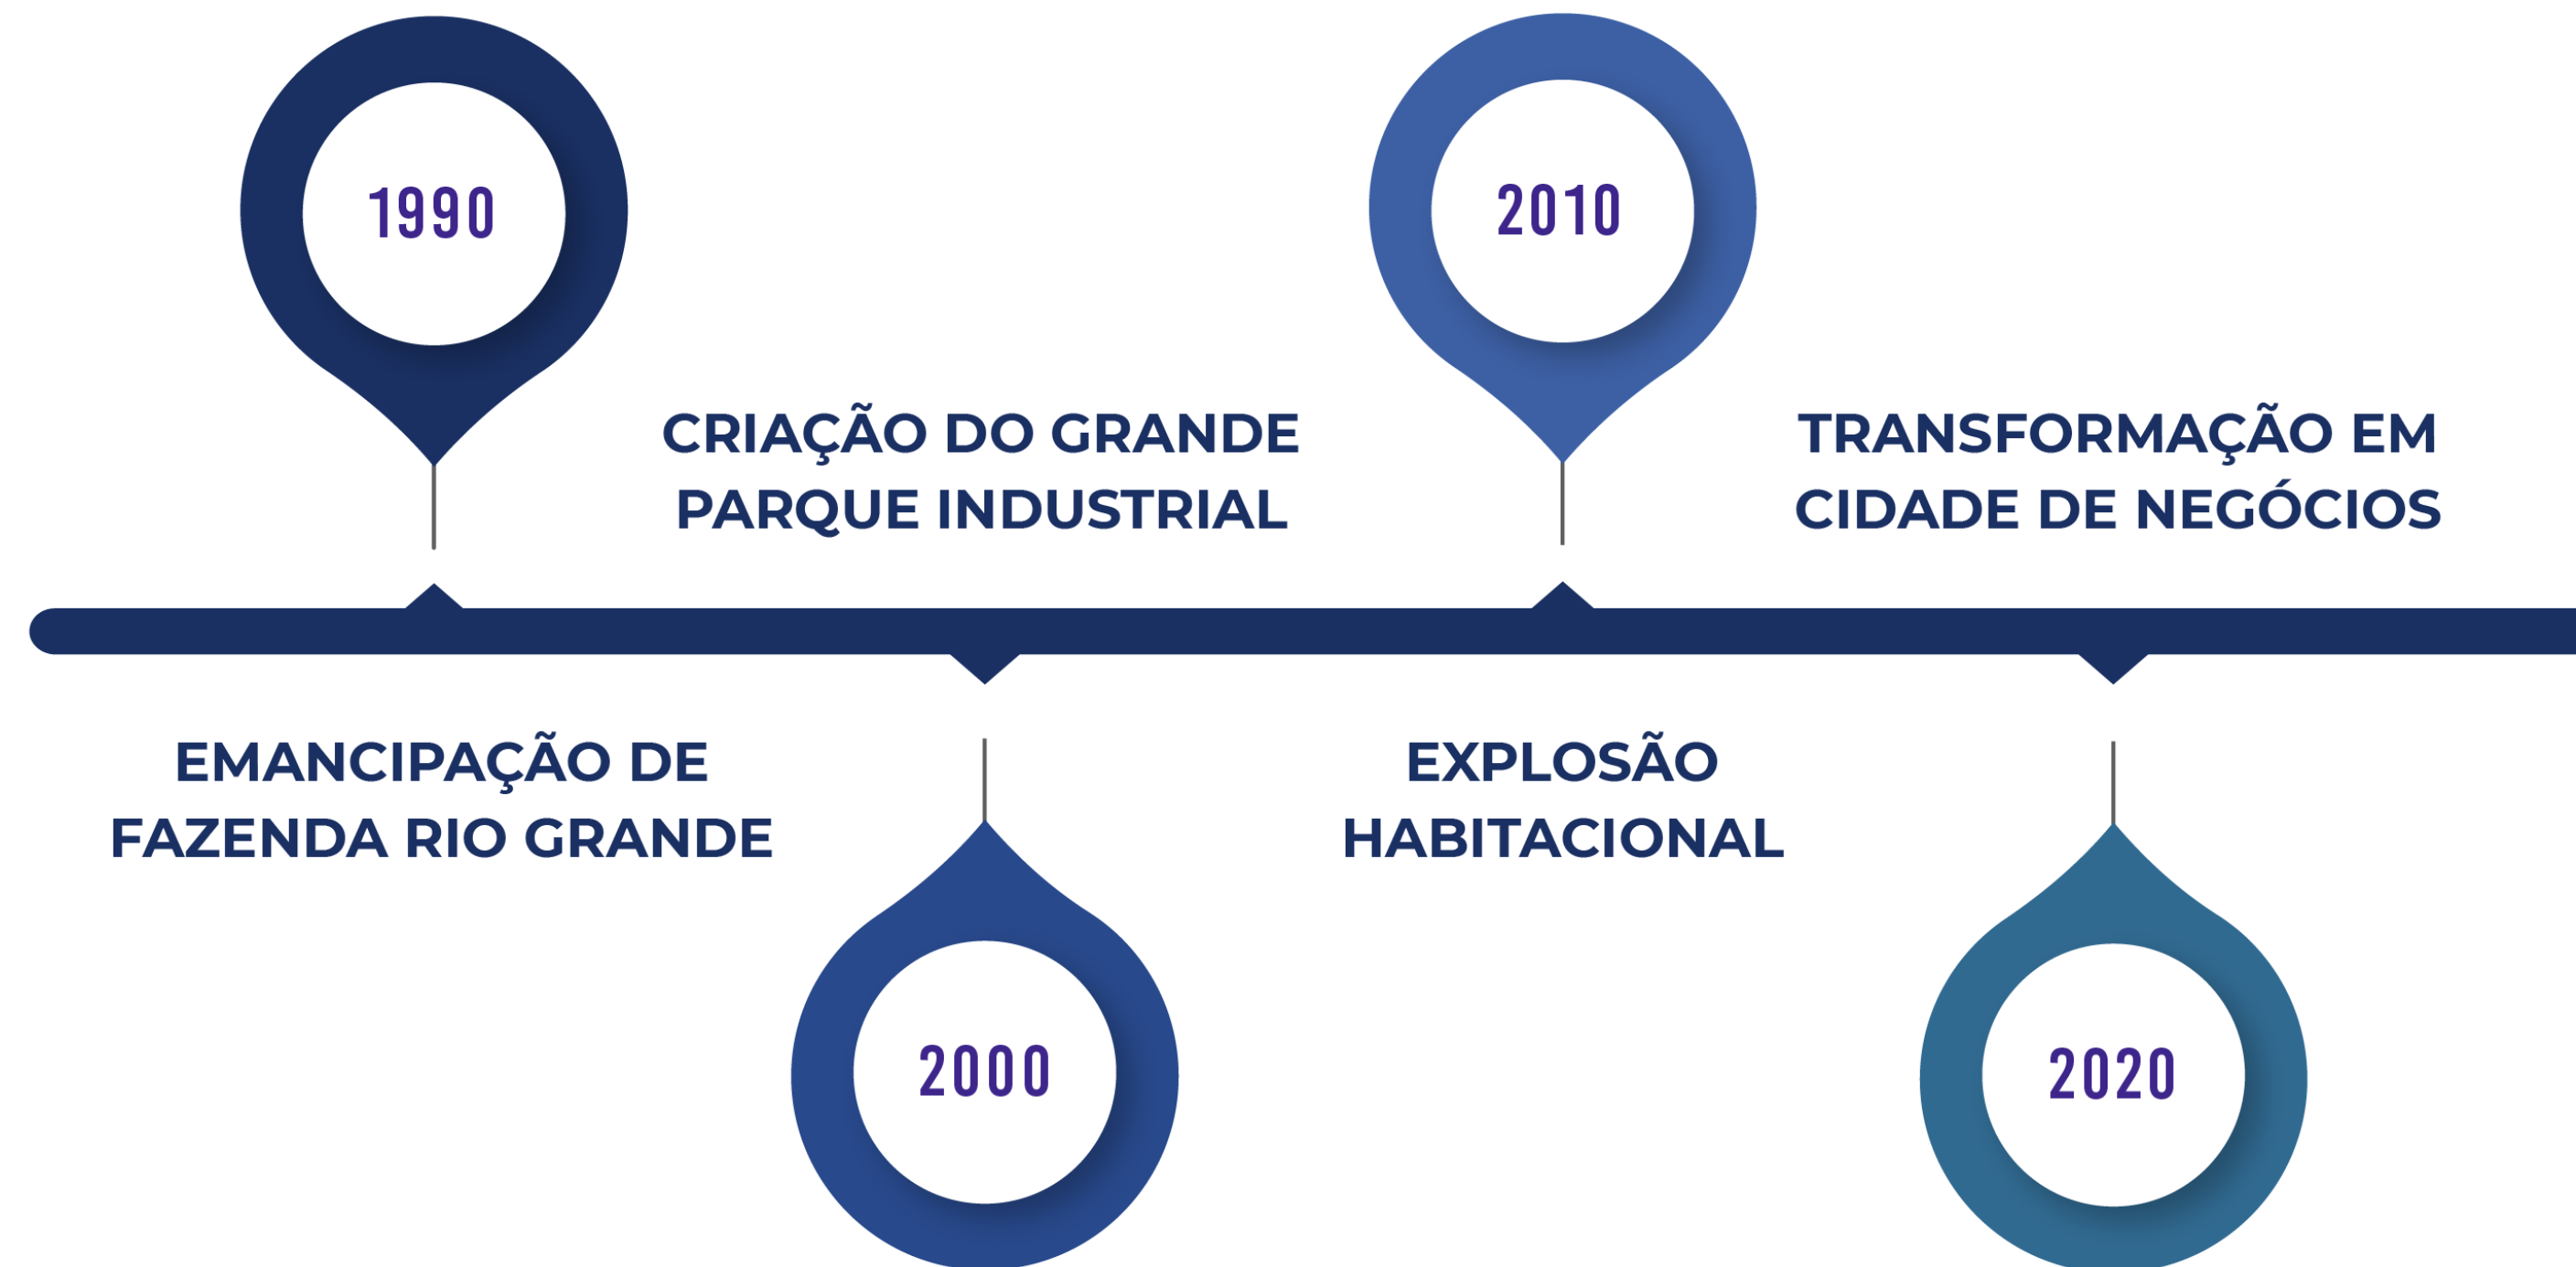 1990
EMANCIPAÇÃO DE
FAZENDA RIO GRANDE
CRIAÇÃO DO GRANDE
PARQUE INDUSTRIAL
2000
2010
EXPLOSÃO
HABITACIONAL
TRANSFORMAÇÃO EM
CIDADE DE NEGÓCIOS
2020